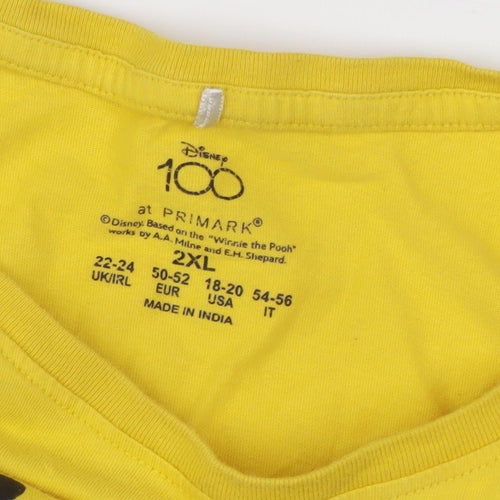 Disney
100
at PRIMARK®
©Disney. Based on the "Winnie the Pooh"
works by A.A. Milne and E.H. Shepard.
2XL
22-24 50-52 18-20 54-56
UK/IRL EUR USA IT
MADE IN INDIA